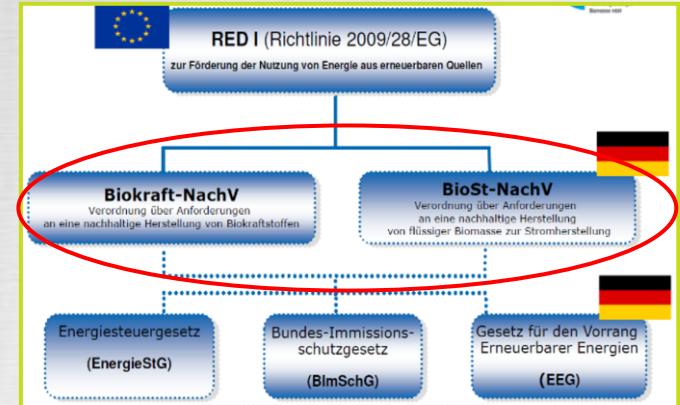 Biomasse mbH
RED I (Richtlinie 2009/28/EG)
zur Förderung der Nutzung von Energie aus erneuerbaren Quellen
Biokraft-NachV
Verordnung über Anforderungen
an eine nachhaltige Herstellung von Biokraftstoffen
BioSt-NachV
Verordnung über Anforderungen
an eine nachhaltige Herstellung
von flüssiger Biomasse zur Stromherstellung
Energiesteuergesetz
(EnergieStG)
Bundes-Immissions-
schutzgesetz
(BImSchG)
Gesetz für den Vorrang
Erneuerbarer Energien
(EEG)